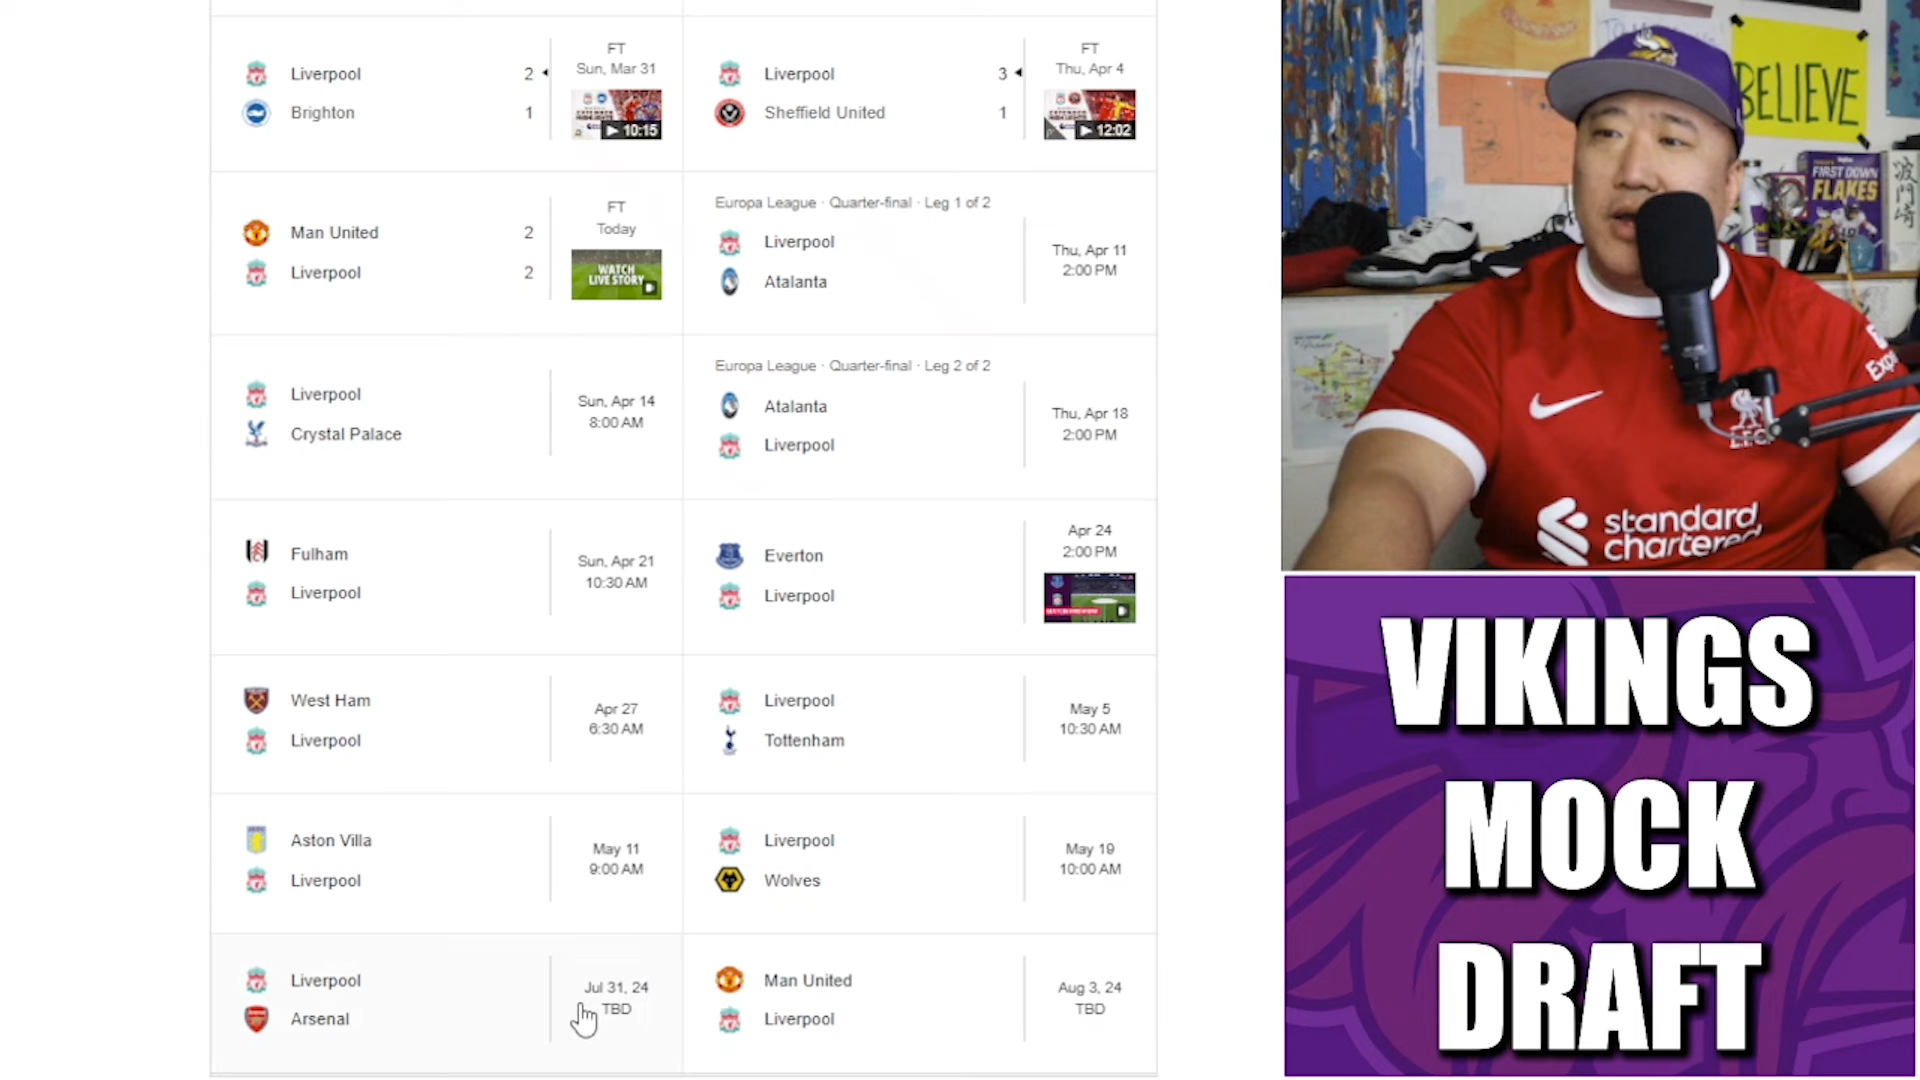 FT
Sun, Mar 31
Liverpool 2
Brighton 1
10:15
FT
Thu, Apr 4
Liverpool 3
Sheffield United 1
12:02
FT
Today
Man United 2
Liverpool 2
WATCH
LIVE STORY
Europa League · Quarter-final · Leg 1 of 2
Liverpool
Atalanta
Thu, Apr 11
2:00 PM
Liverpool
Crystal Palace
Sun, Apr 14
8:00 AM
Europa League · Quarter-final · Leg 2 of 2
Atalanta
Liverpool
Thu, Apr 18
2:00 PM
Fulham
Liverpool
Sun, Apr 21
10:30 AM
Everton
Liverpool
Apr 24
2:00 PM
West Ham
Liverpool
Apr 27
6:30 AM
Liverpool
Tottenham
May 5
10:30 AM
Aston Villa
Liverpool
May 11
9:00 AM
Liverpool
Wolves
May 19
10:00 AM
Liverpool
Arsenal
Jul 31, 24
TBD
Man United
Liverpool
Aug 3, 24
TBD
BELIEVE
FIRST DOWN
FLAKES
L.F.C.
standard
chartered
VIKINGS
MOCK
DRAFT